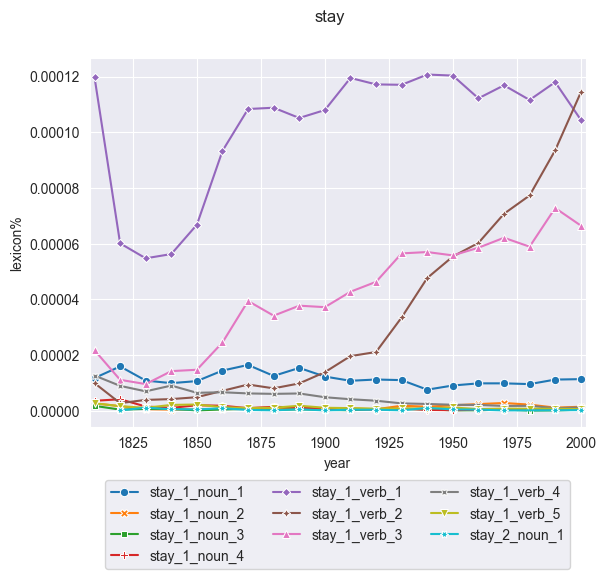 stay
0.00012
0.00010
0.00008
0.00006
0.00004
0.00002
0.00000
lexicon%
1825 1850 1875 1900 1925 1950 1975 2000
year
stay_1_noun_1 stay_1_verb_1 stay_1_verb_4
stay_1_noun_2 stay_1_verb_2 stay_1_verb_5
stay_1_noun_3 stay_1_verb_3 stay_2_noun_1
stay_1_noun_4